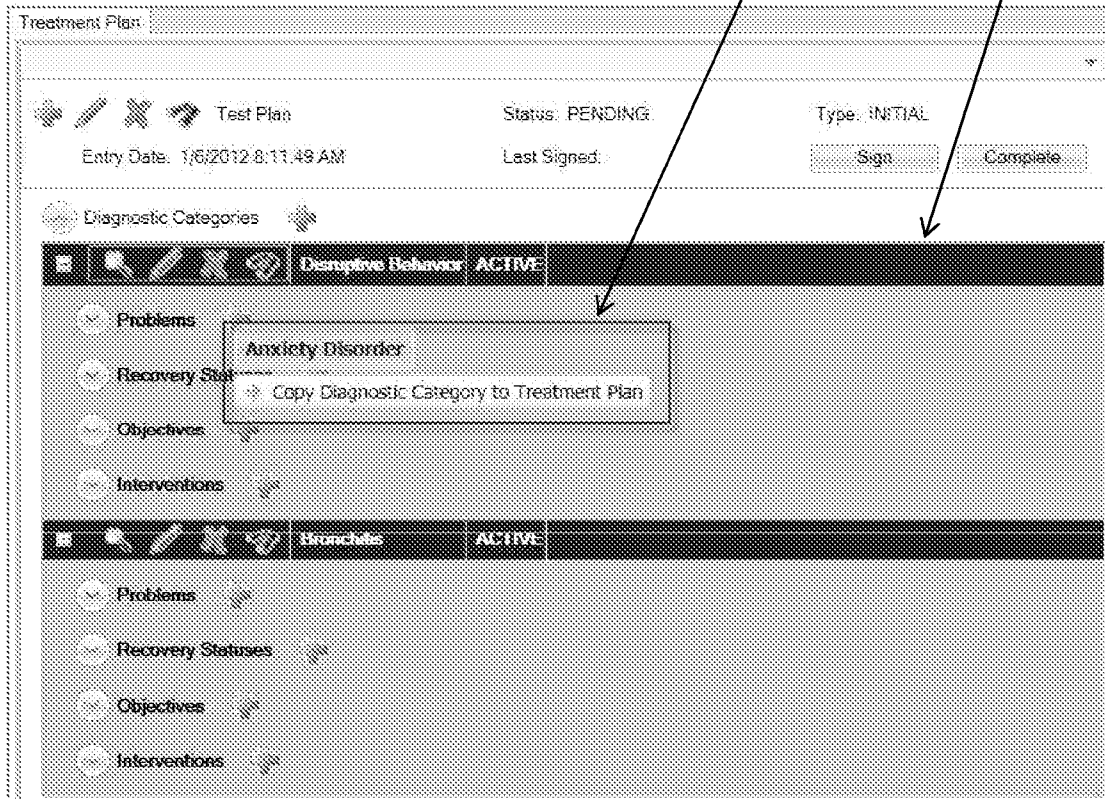 Treatment Plan
Test Plan Status: PENDING Type: INITIAL
Entry Date: 1/6/2012 8:11:49 AM Last Signed: Sign Complete
Diagnostic Categories
Disruptive Behavior ACTIVE
Problems
Anxiety Disorder
Recovery Stat
Copy Diagnostic Category to Treatment Plan
Objectives
Interventions
Bronchitis ACTIVE
Problems
Recovery Statuses
Objectives
Interventions